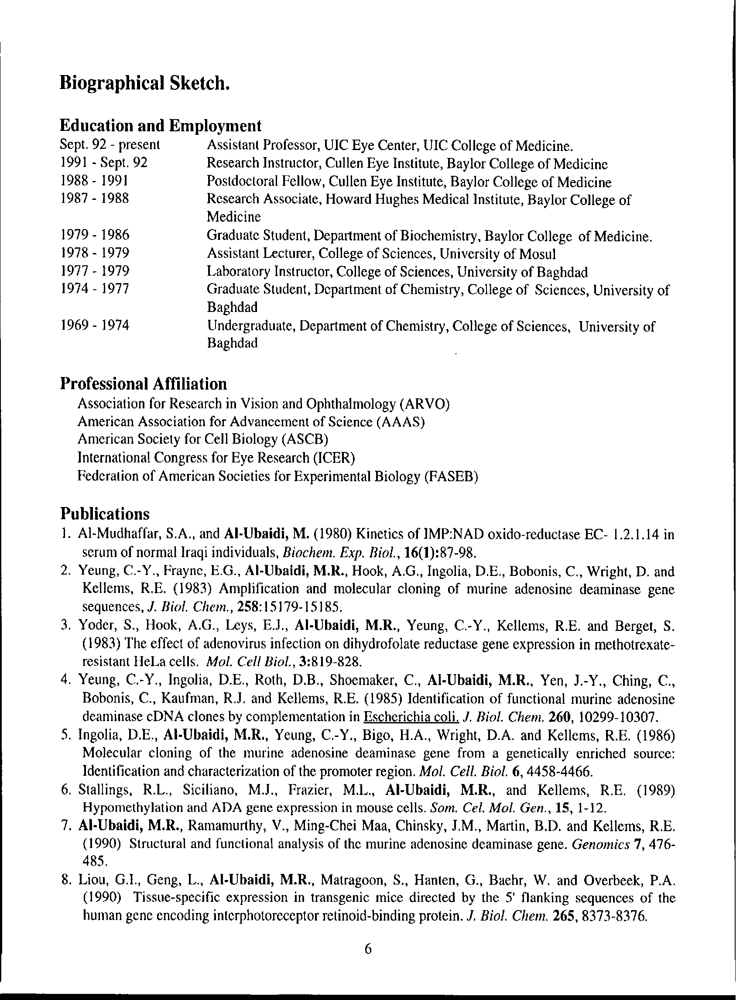 Biographical Sketch.
Education and Employment
Sept. 92 - present Assistant Professor, UIC Eye Center, UIC College of Medicine.
1991 - Sept. 92 Research Instructor, Cullen Eye Institute, Baylor College of Medicine
1988 - 1991 Postdoctoral Fellow, Cullen Eye Institute, Baylor College of Medicine
1987 - 1988 Research Associate, Howard Hughes Medical Institute, Baylor College of
Medicine
1979 - 1986 Graduate Student, Department of Biochemistry, Baylor College of Medicine.
1978 - 1979 Assistant Lecturer, College of Sciences, University of Mosul
1977 - 1979 Laboratory Instructor, College of Sciences, University of Baghdad
1974 - 1977 Graduate Student, Department of Chemistry, College of Sciences, University of
Baghdad
1969 - 1974 Undergraduate, Department of Chemistry, College of Sciences, University of
Baghdad
Professional Affiliation
Association for Research in Vision and Ophthalmology (ARVO)
American Association for Advancement of Science (AAAS)
American Society for Cell Biology (ASCB)
International Congress for Eye Research (ICER)
Federation of American Societies for Experimental Biology (FASEB)
Publications
1. Al-Mudhaffar, S.A., and Al-Ubaidi, M. (1980) Kinetics of IMP:NAD oxido-reductase EC- 1.2.1.14 in
serum of normal Iraqi individuals, Biochem. Exp. Biol., 16(1):87-98.
2. Yeung, C.-Y., Frayne, E.G., Al-Ubaidi, M.R., Hook, A.G., Ingolia, D.E., Bobonis, C., Wright, D. and
Kellems, R.E. (1983) Amplification and molecular cloning of murine adenosine deaminase gene
sequences, J. Biol. Chem., 258:15179-15185.
3. Yoder, S., Hook, A.G., Leys, E.J., Al-Ubaidi, M.R., Yeung, C.-Y., Kellems, R.E. and Berget, S.
(1983) The effect of adenovirus infection on dihydrofolate reductase gene expression in methotrexate-
resistant HeLa cells. Mol. Cell Biol., 3:819-828.
4. Yeung, C.-Y., Ingolia, D.E., Roth, D.B., Shoemaker, C., Al-Ubaidi, M.R., Yen, J.-Y., Ching, C.,
Bobonis, C., Kaufman, R.J. and Kellems, R.E. (1985) Identification of functional murine adenosine
deaminase cDNA clones by complementation in Escherichia coli. J. Biol. Chem. 260, 10299-10307.
5. Ingolia, D.E., Al-Ubaidi, M.R., Yeung, C.-Y., Bigo, H.A., Wright, D.A. and Kellems, R.E. (1986)
Molecular cloning of the murine adenosine deaminase gene from a genetically enriched source:
Identification and characterization of the promoter region. Mol. Cell. Biol. 6, 4458-4466.
6. Stallings, R.L., Siciliano, M.J., Frazier, M.L., Al-Ubaidi, M.R., and Kellems, R.E. (1989)
Hypomethylation and ADA gene expression in mouse cells. Som. Cel. Mol. Gen., 15, 1-12.
7. Al-Ubaidi, M.R., Ramamurthy, V., Ming-Chei Maa, Chinsky, J.M., Martin, B.D. and Kellems, R.E.
(1990) Structural and functional analysis of the murine adenosine deaminase gene. Genomics 7, 476-
485.
8. Liou, G.I., Geng, L., Al-Ubaidi, M.R., Matragoon, S., Hanten, G., Baehr, W. and Overbeek, P.A.
(1990) Tissue-specific expression in transgenic mice directed by the 5' flanking sequences of the
human gene encoding interphotoreceptor retinoid-binding protein. J. Biol. Chem. 265, 8373-8376.
6